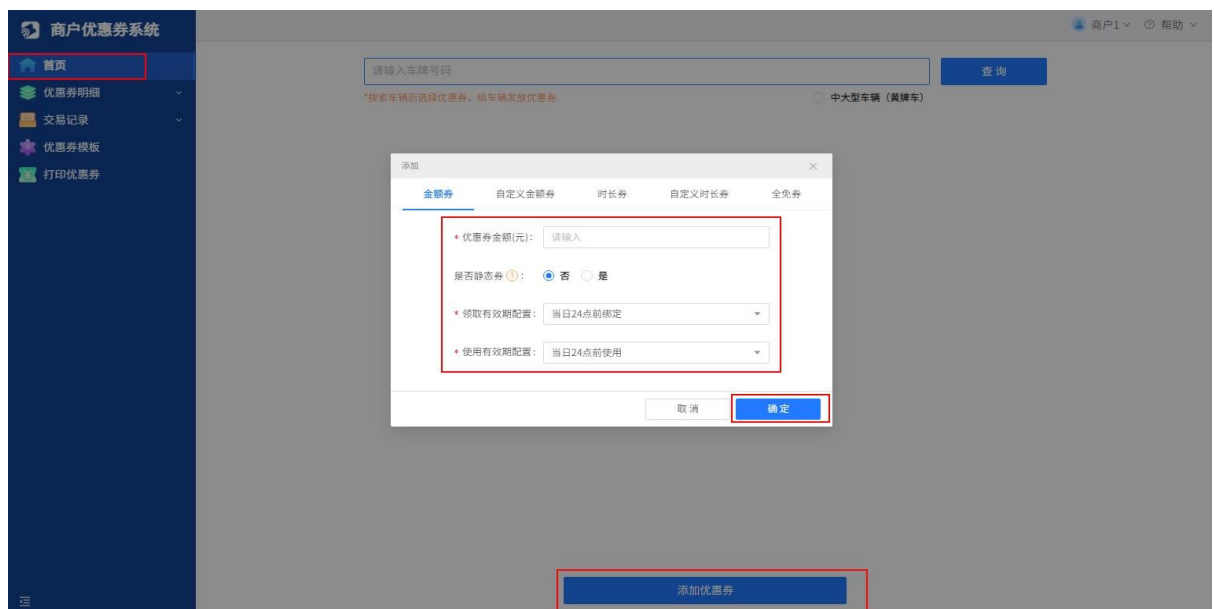 商户优惠券系统
商户1 帮助
首页
优惠券明细
交易记录
优惠券模板
打印优惠券
请输入车牌号码
查询
*搜索车辆后选择优惠券，给车辆发放优惠券
中大型车辆（黄牌车）
添加
金额券 自定义金额券 时长券 自定义时长券 全免券
* 优惠券金额(元): 请输入
是否静态券 ? : 否 是
* 领取有效期配置: 当日24点前绑定
* 使用有效期配置: 当日24点前使用
取消 确定
添加优惠券